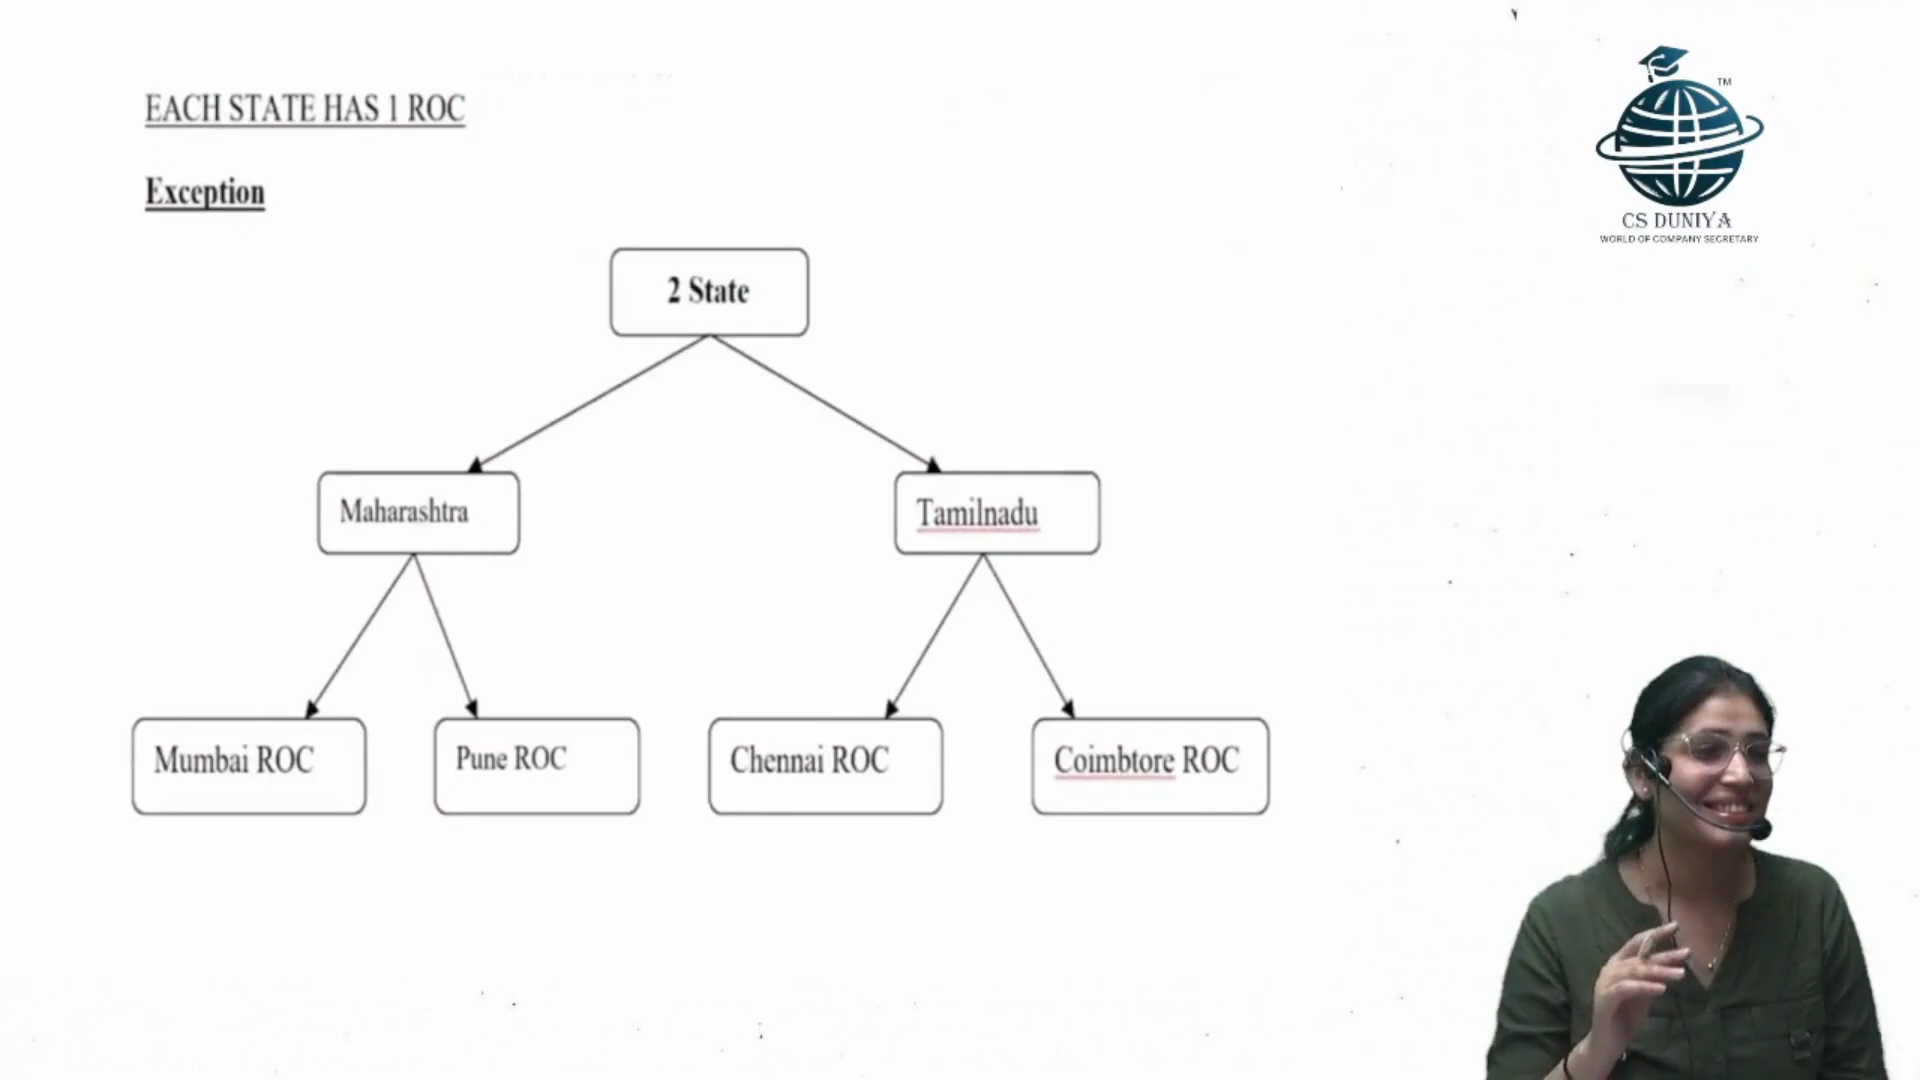 EACH STATE HAS 1 ROC
Exception
TM
CS DUNIYA
WORLD OF COMPANY SECRETARY
2 State
Maharashtra
Tamilnadu
Mumbai ROC
Pune ROC
Chennai ROC
Coimbtore ROC